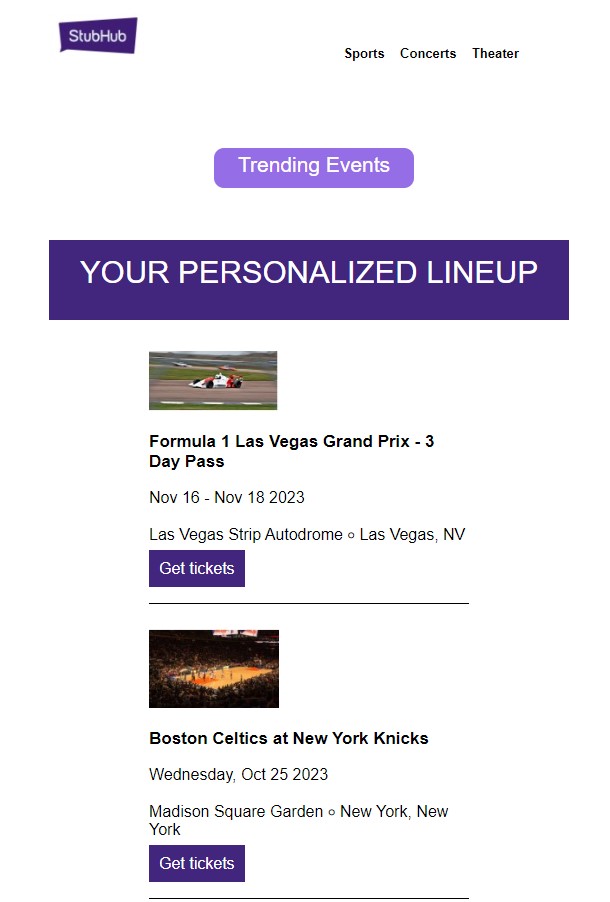 StubHub
Sports Concerts Theater
Trending Events
YOUR PERSONALIZED LINEUP
Formula 1 Las Vegas Grand Prix - 3
Day Pass
Nov 16 - Nov 18 2023
Las Vegas Strip Autodrome ○ Las Vegas, NV
Get tickets
Boston Celtics at New York Knicks
Wednesday, Oct 25 2023
Madison Square Garden ○ New York, New
York
Get tickets